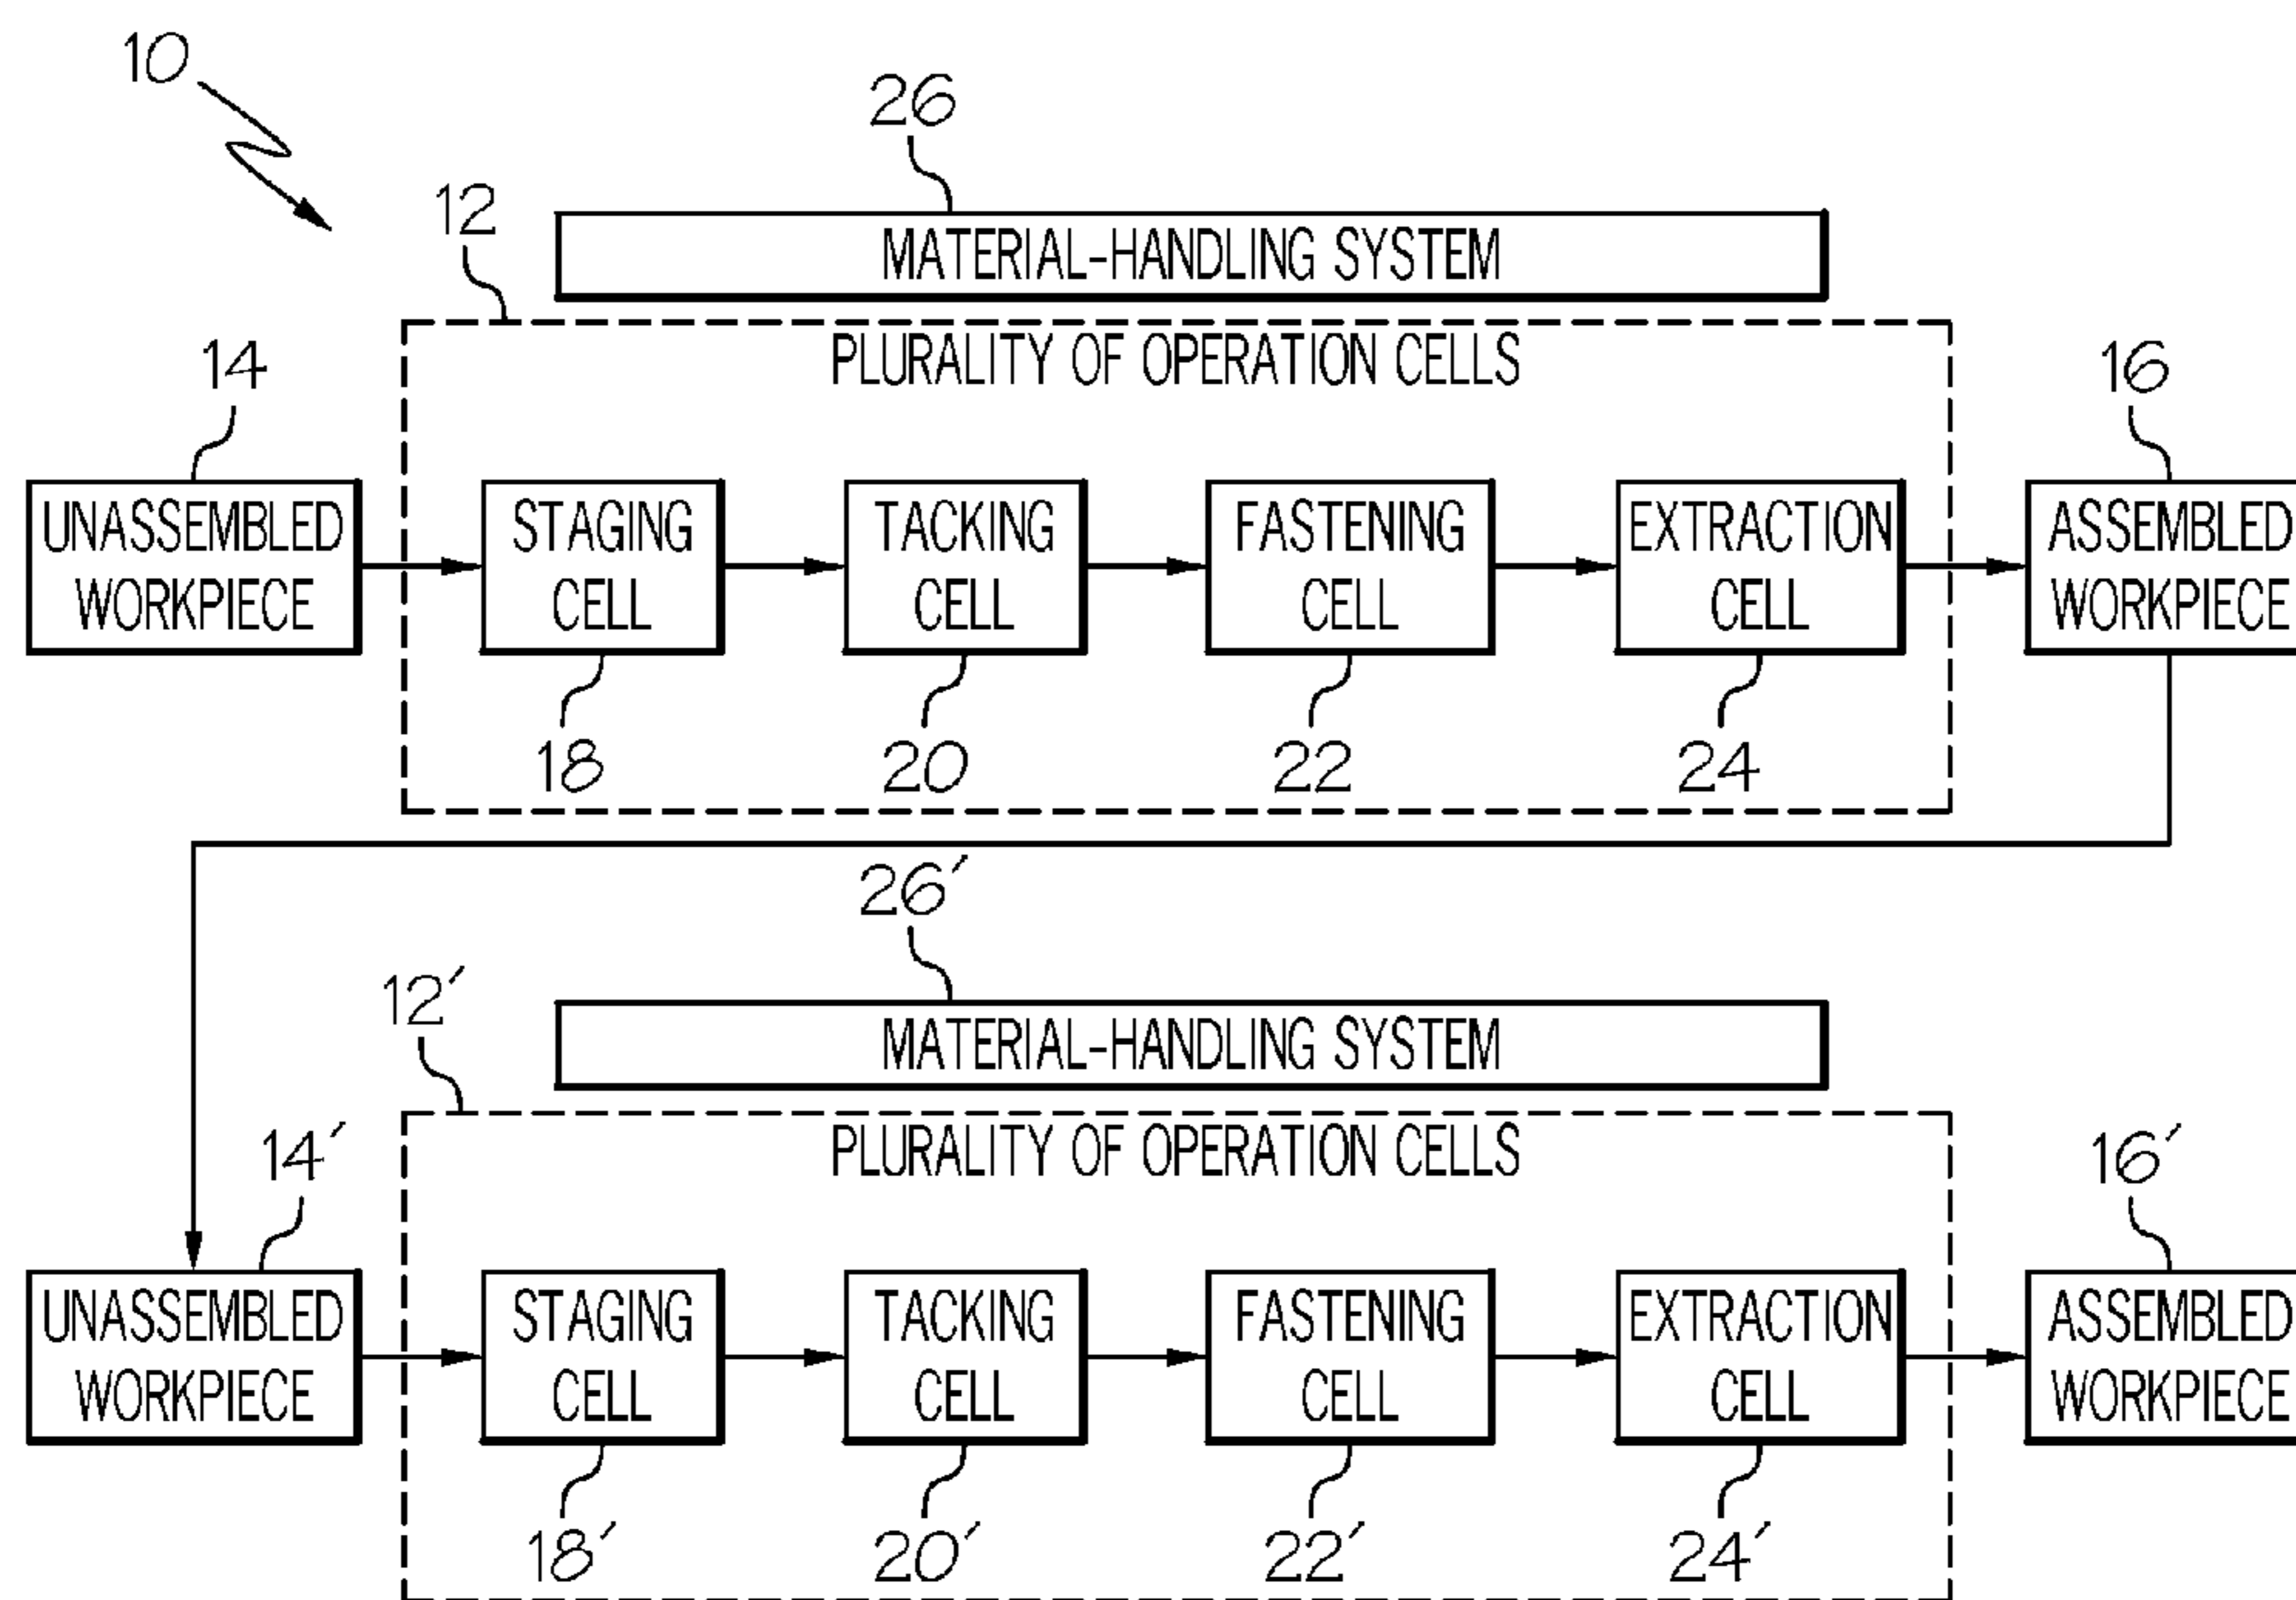 10
26
12
MATERIAL-HANDLING SYSTEM
PLURALITY OF OPERATION CELLS
14
16
UNASSEMBLED
WORKPIECE
STAGING
CELL
TACKING
CELL
FASTENING
CELL
EXTRACTION
CELL
ASSEMBLED
WORKPIECE
18
20
22
24
26'
12'
MATERIAL-HANDLING SYSTEM
PLURALITY OF OPERATION CELLS
14'
16'
UNASSEMBLED
WORKPIECE
STAGING
CELL
TACKING
CELL
FASTENING
CELL
EXTRACTION
CELL
ASSEMBLED
WORKPIECE
18'
20'
22'
24'